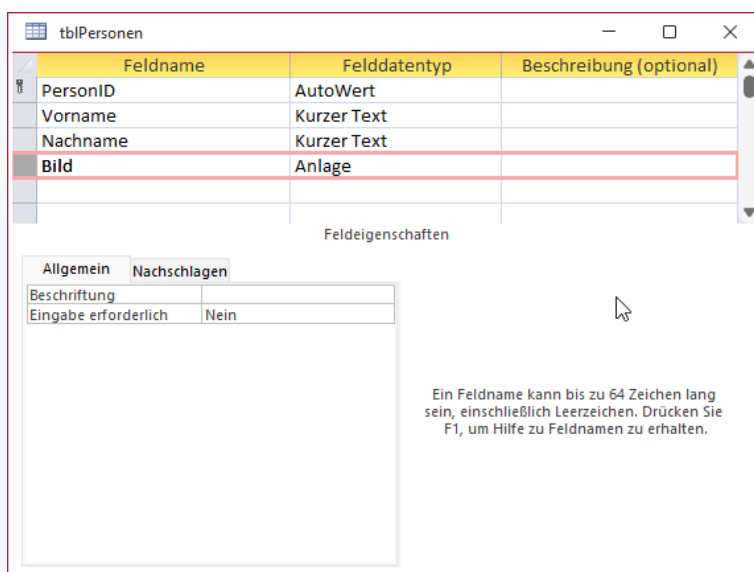 tblPersonen
Feldname Felddatentyp Beschreibung (optional)
PersonID AutoWert
Vorname Kurzer Text
Nachname Kurzer Text
Bild Anlage
Feldeigenschaften
Allgemein Nachschlagen
Beschriftung
Eingabe erforderlich Nein
Ein Feldname kann bis zu 64 Zeichen lang
sein, einschließlich Leerzeichen. Drücken Sie
F1, um Hilfe zu Feldnamen zu erhalten.